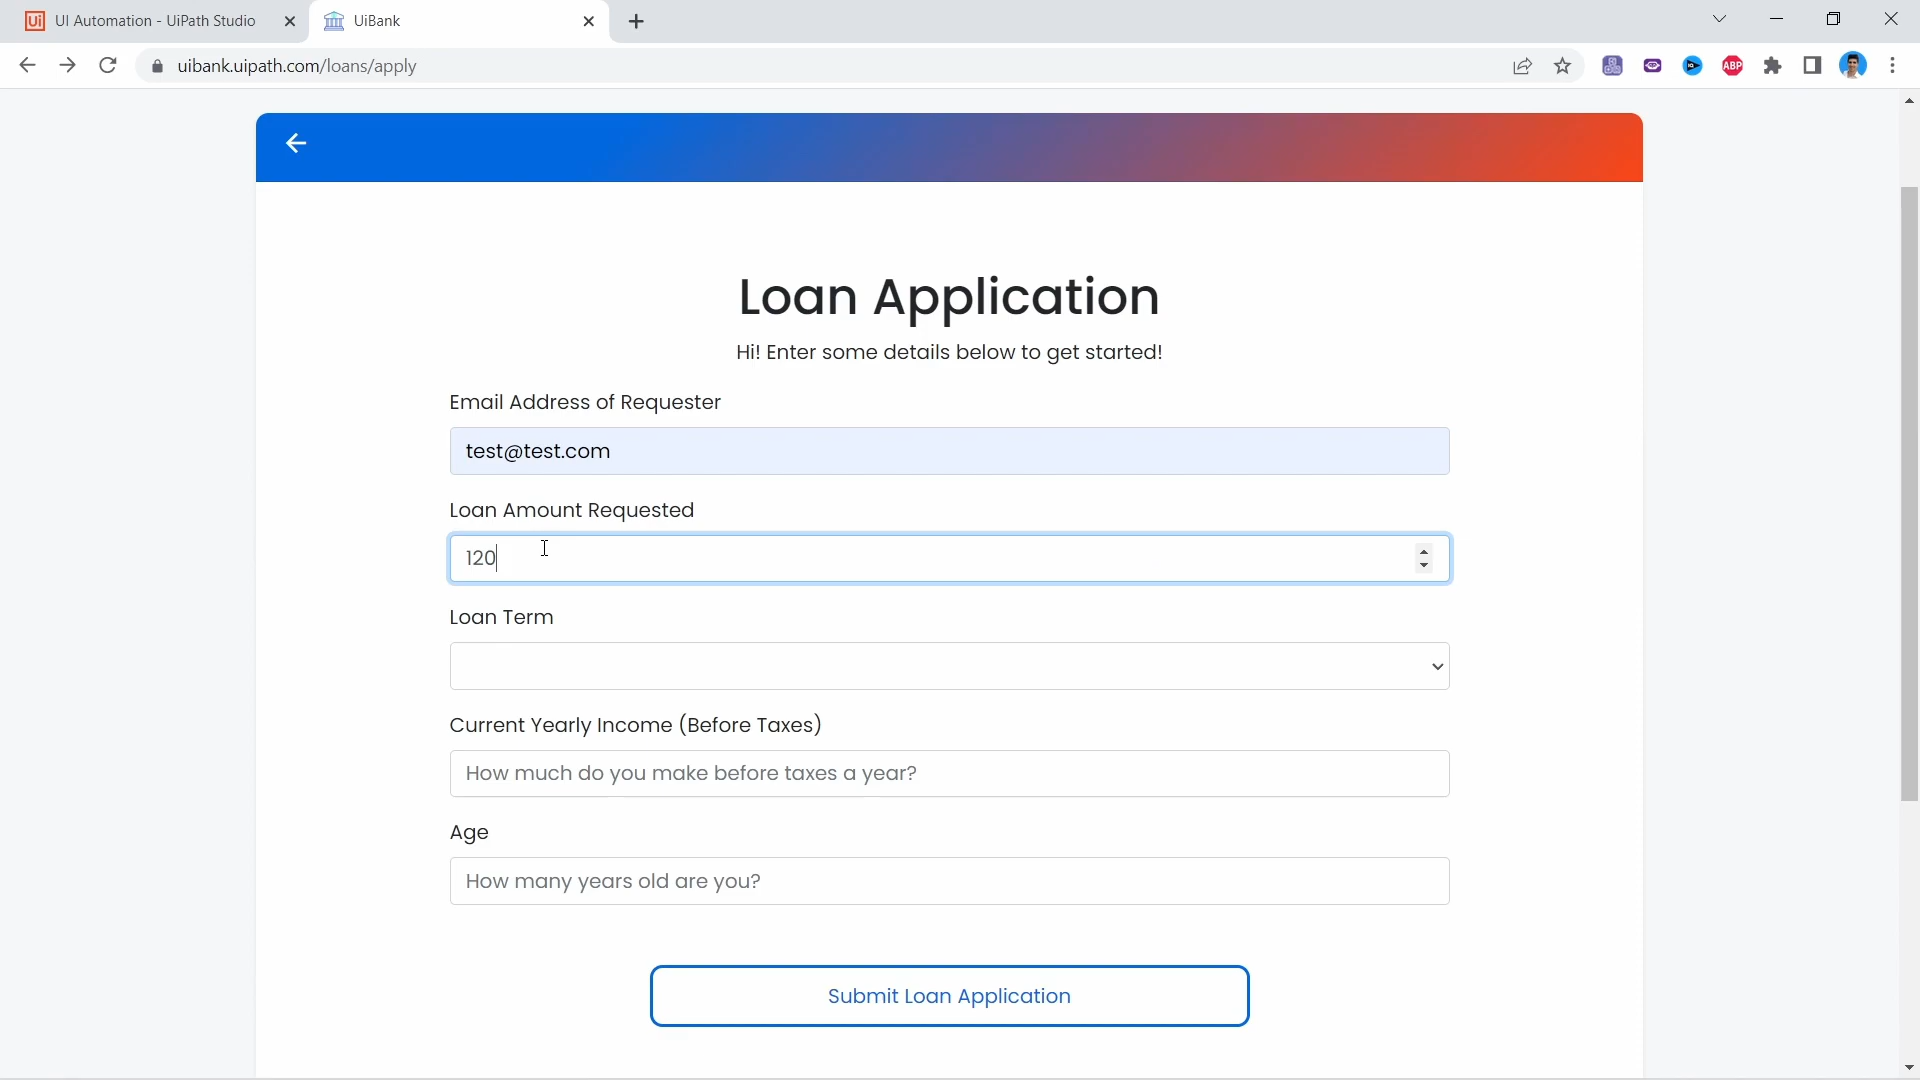 Ui UI Automation - UiPath Studio
UiBank
uibank.uipath.com/loans/apply
ABP
Loan Application
Hi! Enter some details below to get started!
Email Address of Requester
test@test.com
Loan Amount Requested
120
Loan Term
Current Yearly Income (Before Taxes)
How much do you make before taxes a year?
Age
How many years old are you?
Submit Loan Application